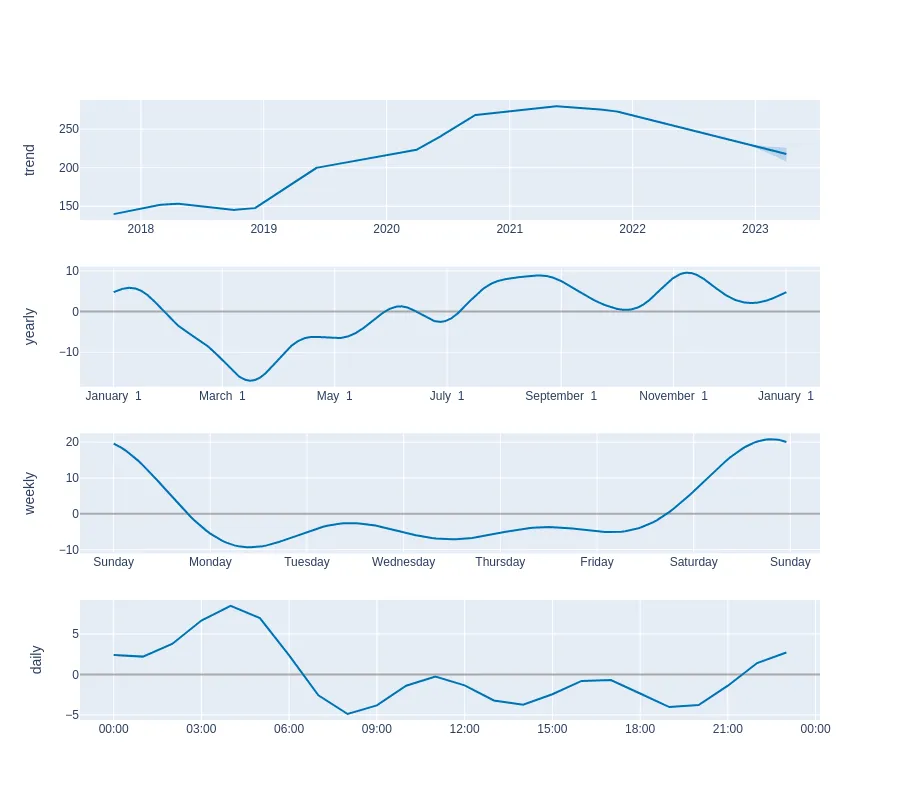 trend
250
200
150
2018 2019 2020 2021 2022 2023
yearly
10
0
−10
January 1 March 1 May 1 July 1 September 1 November 1 January 1
weekly
20
10
0
−10
Sunday Monday Tuesday Wednesday Thursday Friday Saturday Sunday
daily
5
0
−5
00:00 03:00 06:00 09:00 12:00 15:00 18:00 21:00 00:00